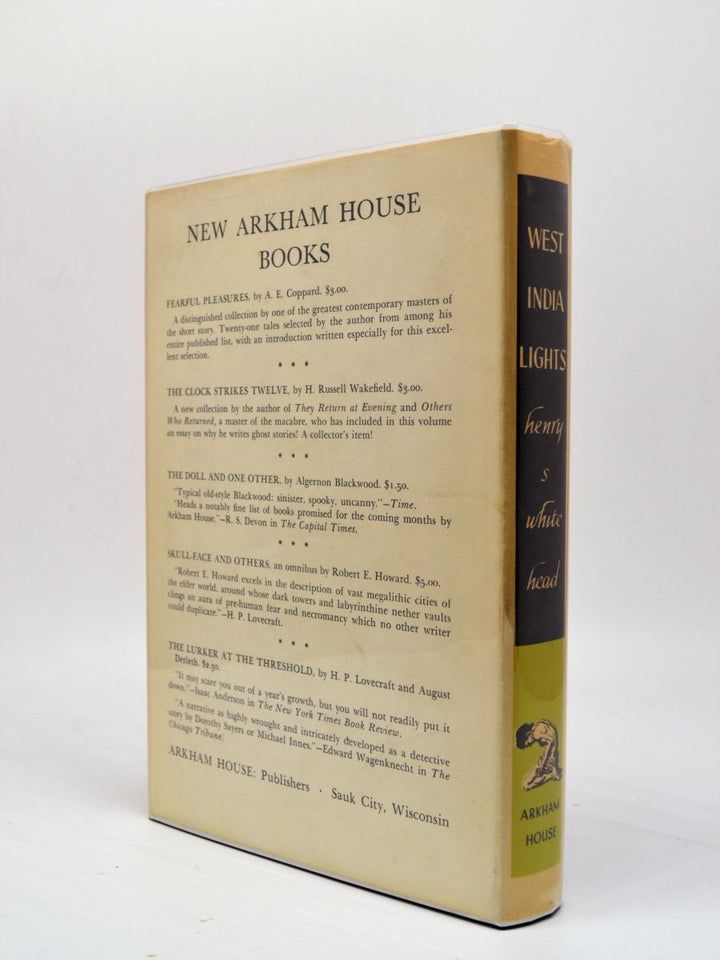 NEW ARKHAM HOUSE
BOOKS
FEARFUL PLEASURES, by A. E. Coppard. $3.00.
A distinguished collection by one of the greatest contemporary masters of
the short story. Twenty-one tales selected by the author from among his
entire published list, with an introduction written especially for this excel-
lent selection.
* * *
THE CLOCK STRIKES TWELVE, by H. Russell Wakefield. $3.00.
A new collection by the author of They Return at Evening and Others
Who Returned, a master of the macabre, who has included in this volume
an essay on why he writes ghost stories! A collector's item!
* * *
THE DOLL AND ONE OTHER, by Algernon Blackwood. $1.50.
"Typical old-style Blackwood: sinister, spooky, uncanny."—Time.
"Heads a notably fine list of books promised for the coming months by
Arkham House."—R. S. Devon in The Capital Times.
* * *
SKULL-FACE AND OTHERS, an omnibus by Robert E. Howard. $5.00.
"Robert E. Howard excels in the description of vast megalithic cities of
the elder world, around whose dark towers and labyrinthine nether vaults
clings an aura of pre-human fear and necromancy which no other writer
could duplicate."—H. P. Lovecraft.
* * *
THE LURKER AT THE THRESHOLD, by H. P. Lovecraft and August
Derleth. $2.50.
"It may scare you out of a year's growth, but you will not readily put it
down."—Isaac Anderson in The New York Times Book Review.
"A narrative as highly wrought and intricately developed as a detective
story by Dorothy Sayers or Michael Innes."—Edward Wagenknecht in The
Chicago Tribune.
ARKHAM HOUSE: Publishers · Sauk City, Wisconsin
WEST
INDIA
LIGHTS
henry
s
white
head
ARKHAM
HOUSE